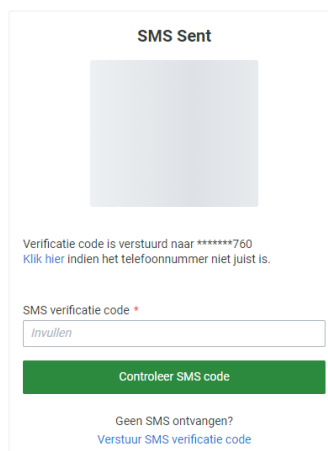 SMS Sent
Verificatie code is verstuurd naar *******760
Klik hier indien het telefoonnummer niet juist is.
SMS verificatie code *
Invullen
Controleer SMS code
Geen SMS ontvangen?
Verstuur SMS verificatie code